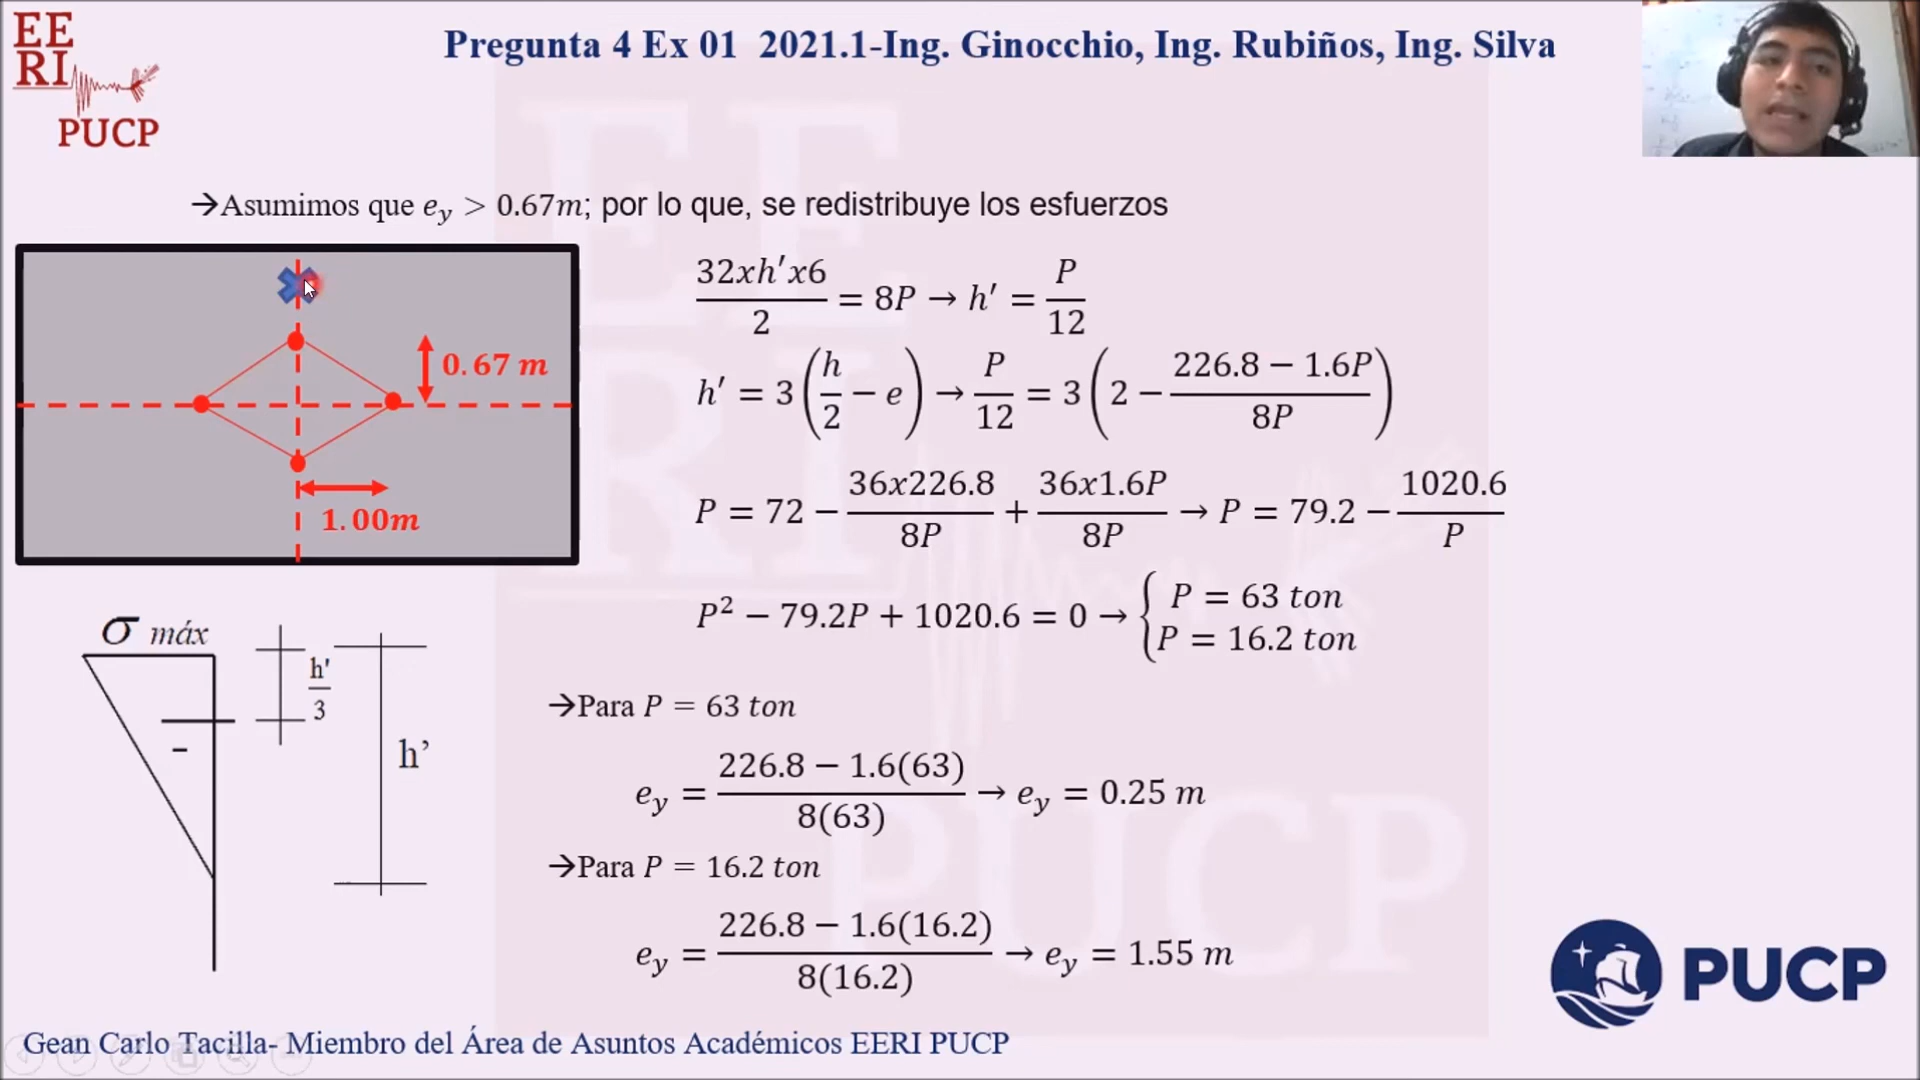 EE
RI
PUCP
Pregunta 4 Ex 01 2021.1-Ing. Ginocchio, Ing. Rubiños, Ing. Silva
→Asumimos que e_y > 0.67m; por lo que, se redistribuye los esfuerzos
0.67 m
1.00m
32xh'x6/2 = 8P → h' = P/12
h' = 3(h/2 − e) → P/12 = 3(2 − (226.8 − 1.6P)/8P)
P = 72 − 36x226.8/8P + 36x1.6P/8P → P = 79.2 − 1020.6/P
P² − 79.2P + 1020.6 = 0 → { P = 63 ton
P = 16.2 ton
σ máx
h'/3
-
h’
→Para P = 63 ton
e_y = (226.8 − 1.6(63))/8(63) → e_y = 0.25 m
→Para P = 16.2 ton
e_y = (226.8 − 1.6(16.2))/8(16.2) → e_y = 1.55 m
PUCP
Gean Carlo Tacilla- Miembro del Área de Asuntos Académicos EERI PUCP
EE
RI
PUCP